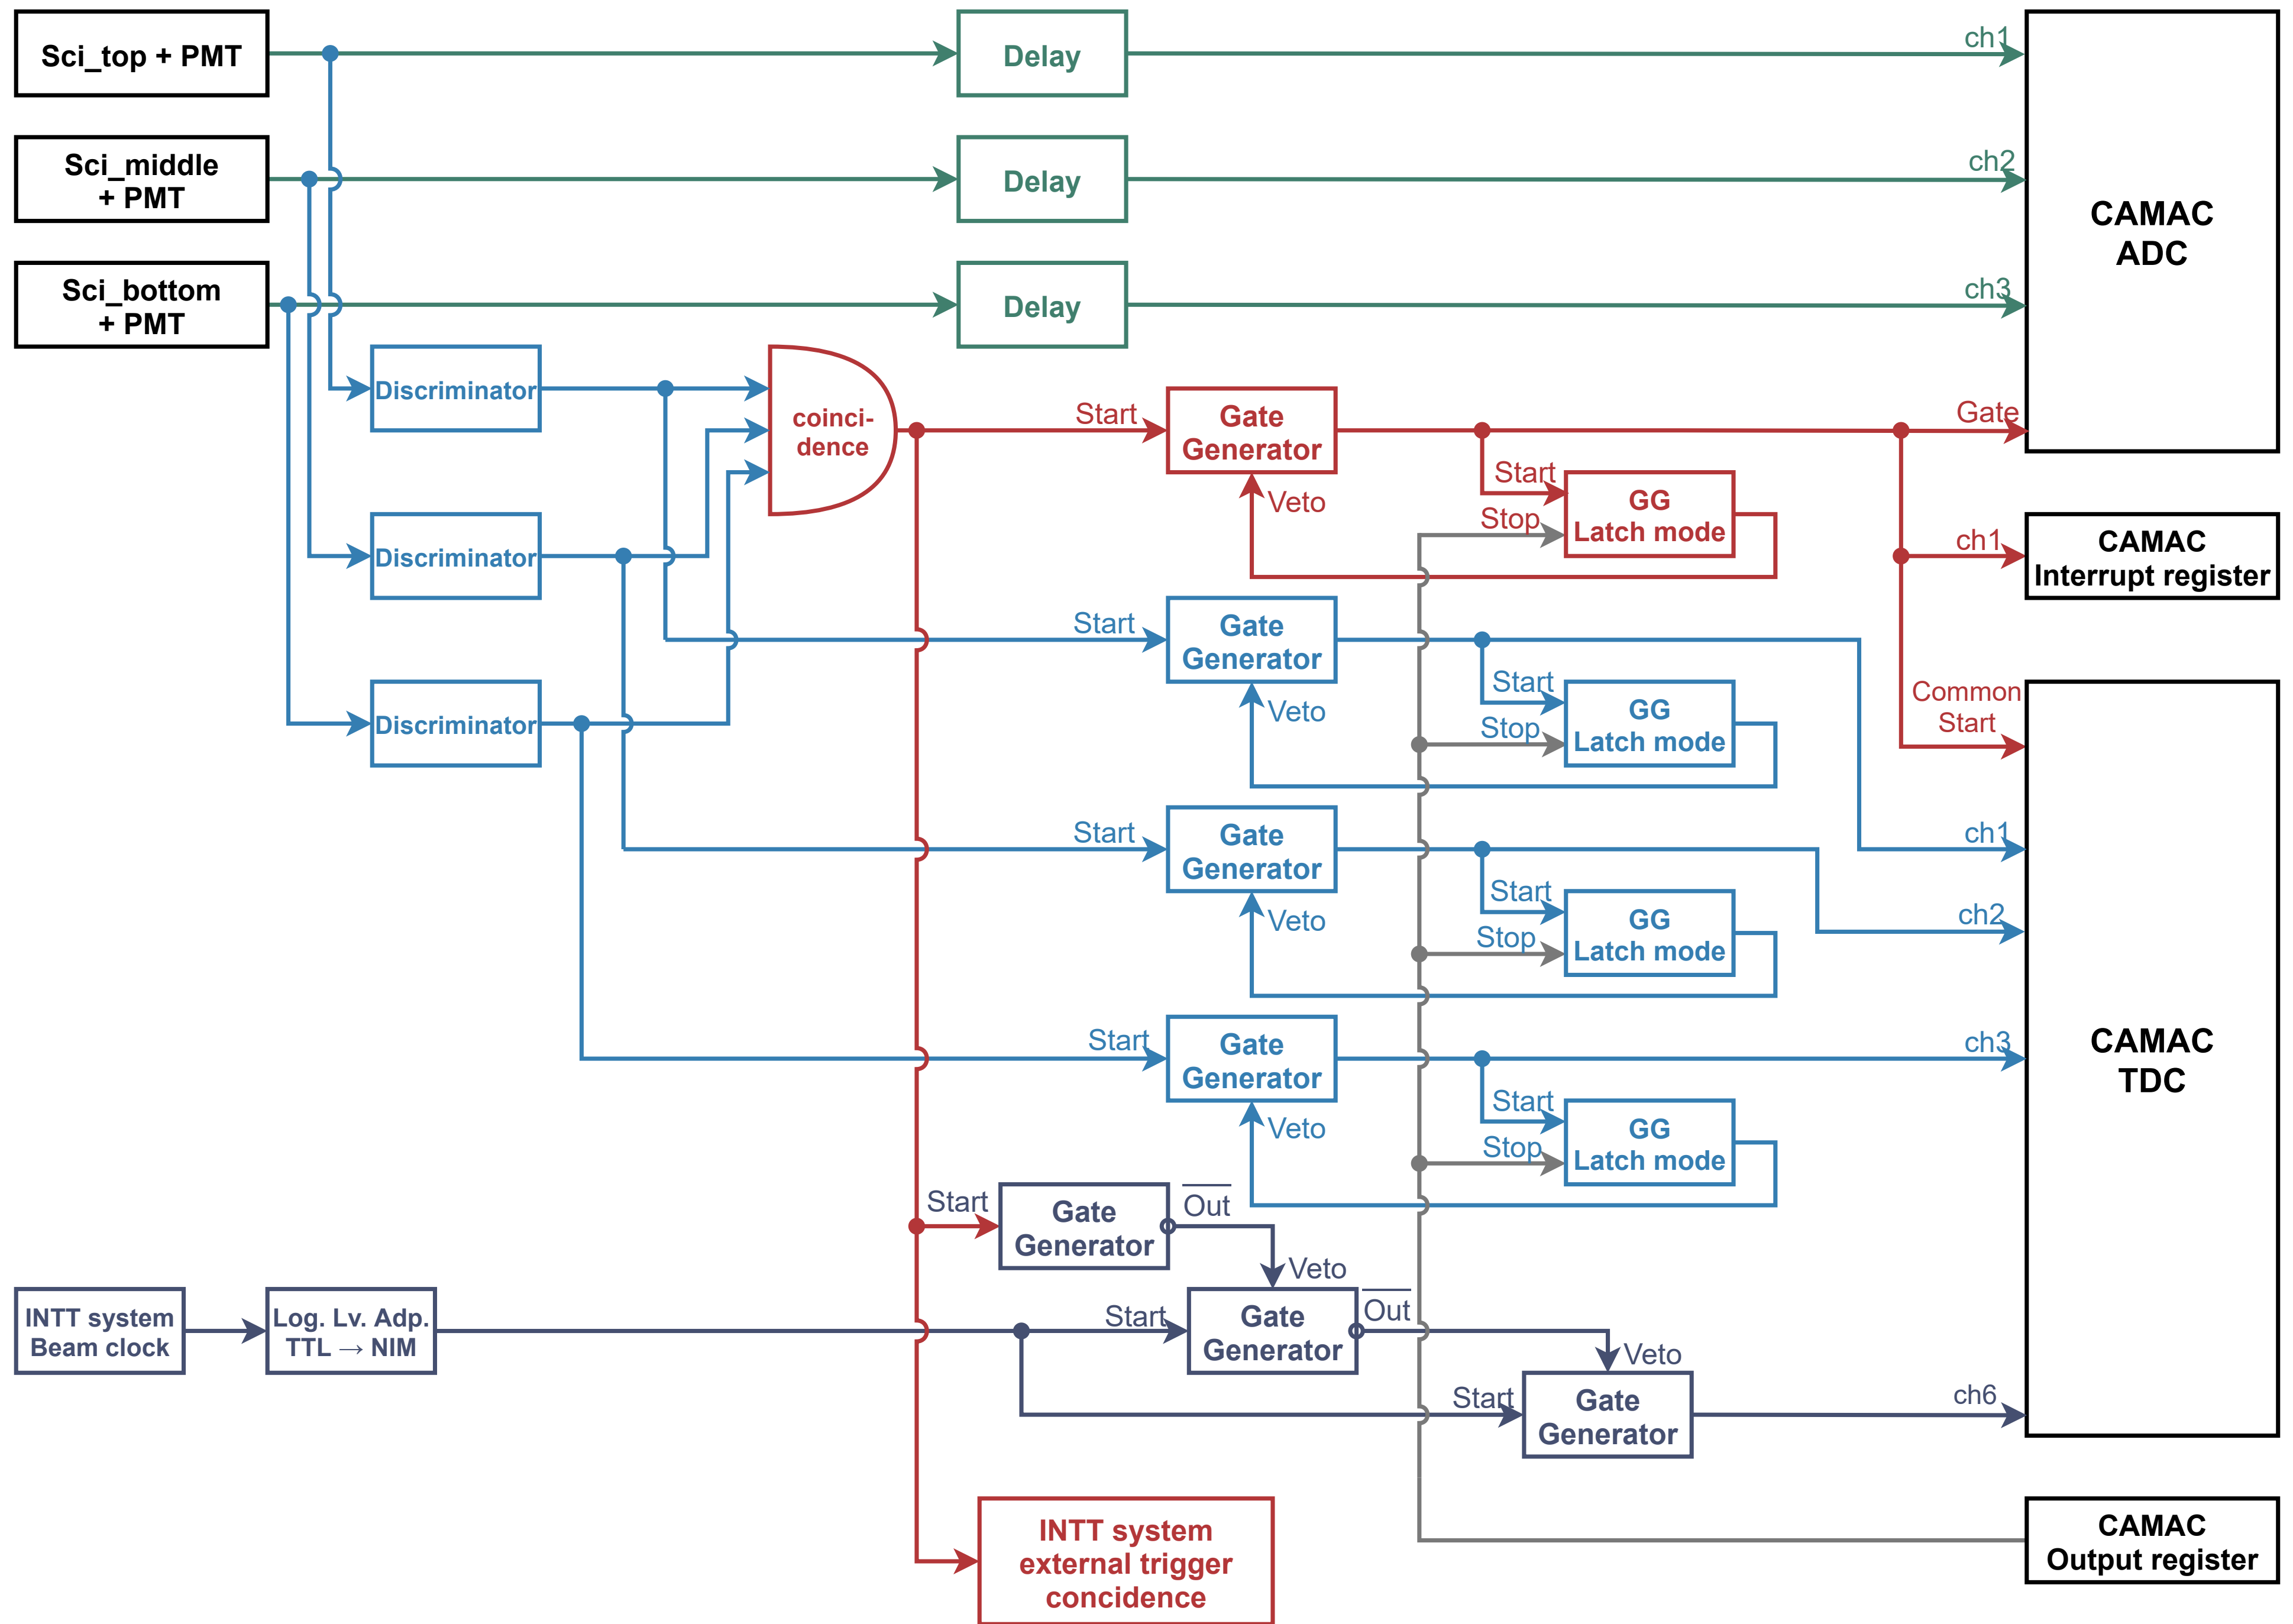 Sci_top + PMT
Delay
ch1
Sci_middle
+ PMT
Delay
ch2
CAMAC
ADC
Sci_bottom
+ PMT
Delay
ch3
Discriminator
coinci-
dence
Start
Gate
Generator
Gate
Start
GG
Latch mode
Stop
Veto
Discriminator
ch1
CAMAC
Interrupt register
Start
Gate
Generator
Start
GG
Latch mode
Stop
Veto
Discriminator
Common
Start
Start
Gate
Generator
ch1
Start
GG
Latch mode
Stop
Veto
ch2
Start
Gate
Generator
ch3
CAMAC
TDC
Start
GG
Latch mode
Stop
Veto
Start
Gate
Generator
Out
Veto
INTT system
Beam clock
Log. Lv. Adp.
TTL → NIM
Start
Gate
Generator
Out
Veto
Start
Gate
Generator
ch6
INTT system
external trigger
concidence
CAMAC
Output register